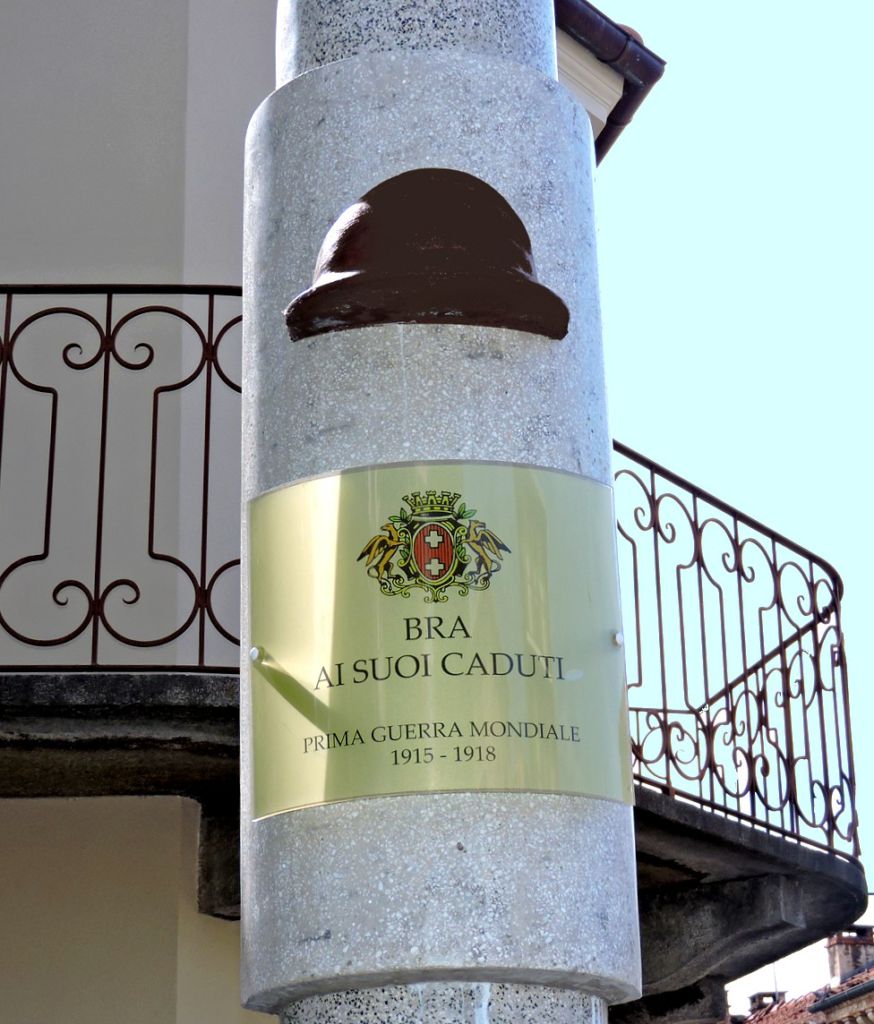 BRA
AI SUOI CADUTI
PRIMA GUERRA MONDIALE
1915 - 1918